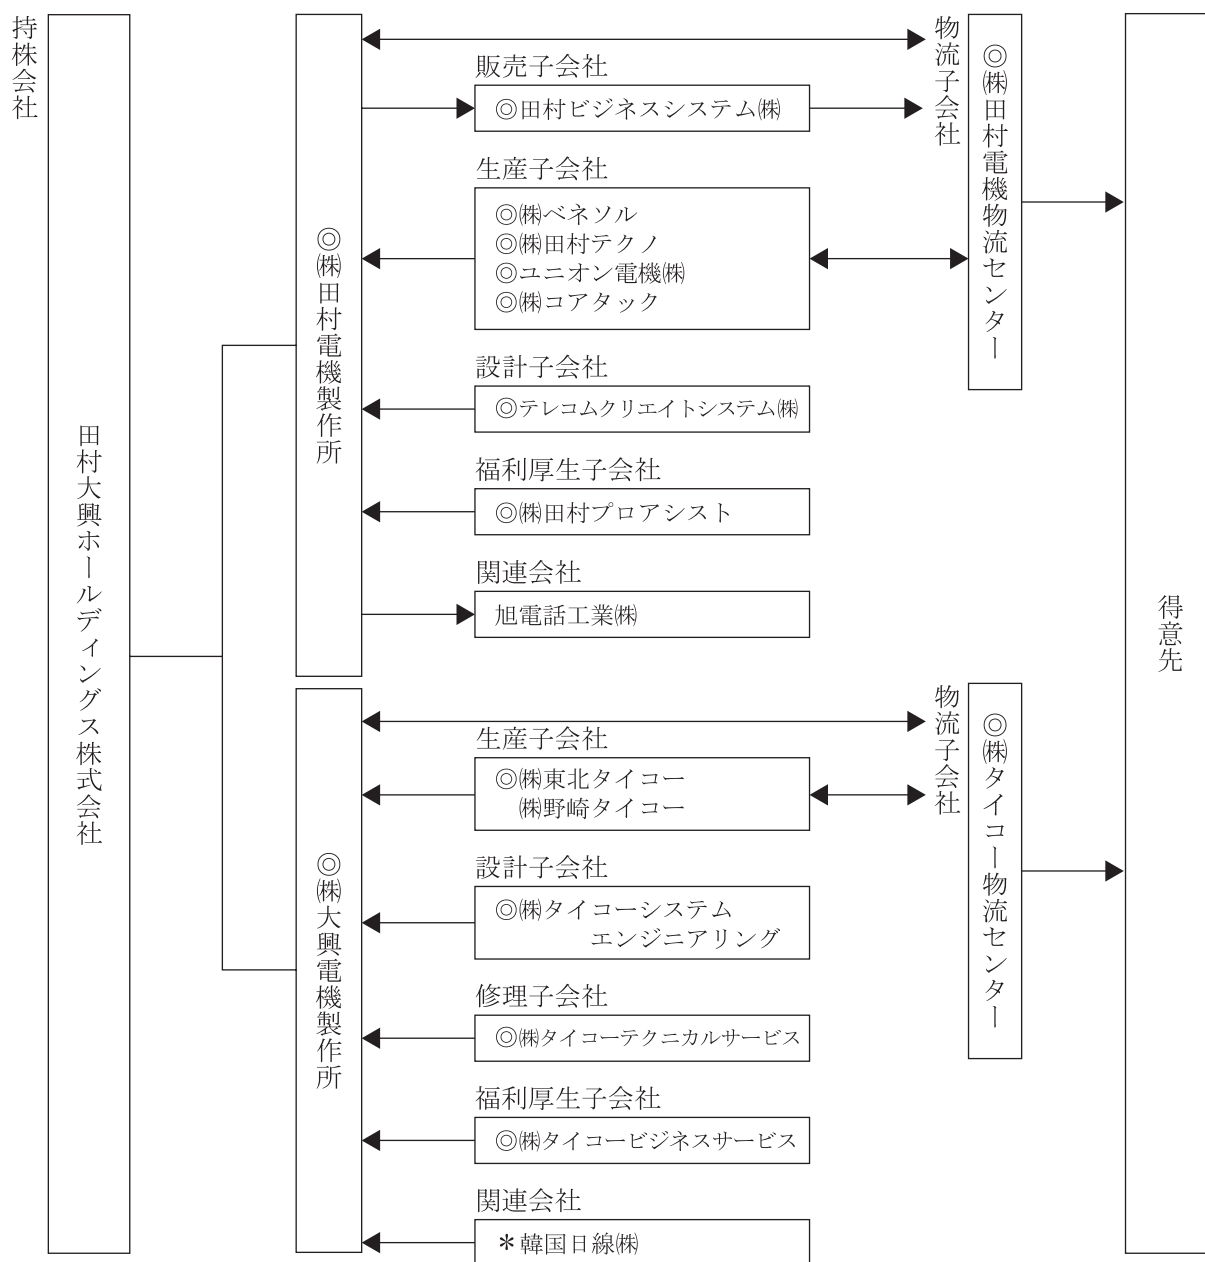 持株会社
田村大興ホールディングス株式会社
◎㈱田村電機製作所
販売子会社
◎田村ビジネスシステム㈱
生産子会社
◎㈱ベネソル
◎㈱田村テクノ
◎ユニオン電機㈱
◎㈱コアタック
設計子会社
◎テレコムクリエイトシステム㈱
福利厚生子会社
◎㈱田村プロアシスト
関連会社
旭電話工業㈱
物流子会社
◎㈱田村電機物流センター
◎㈱大興電機製作所
生産子会社
◎㈱東北タイコー
㈱野崎タイコー
設計子会社
◎㈱タイコーシステム
エンジニアリング
修理子会社
◎㈱タイコーテクニカルサービス
福利厚生子会社
◎㈱タイコービジネスサービス
関連会社
＊韓国日線㈱
物流子会社
◎㈱タイコー物流センター
得意先